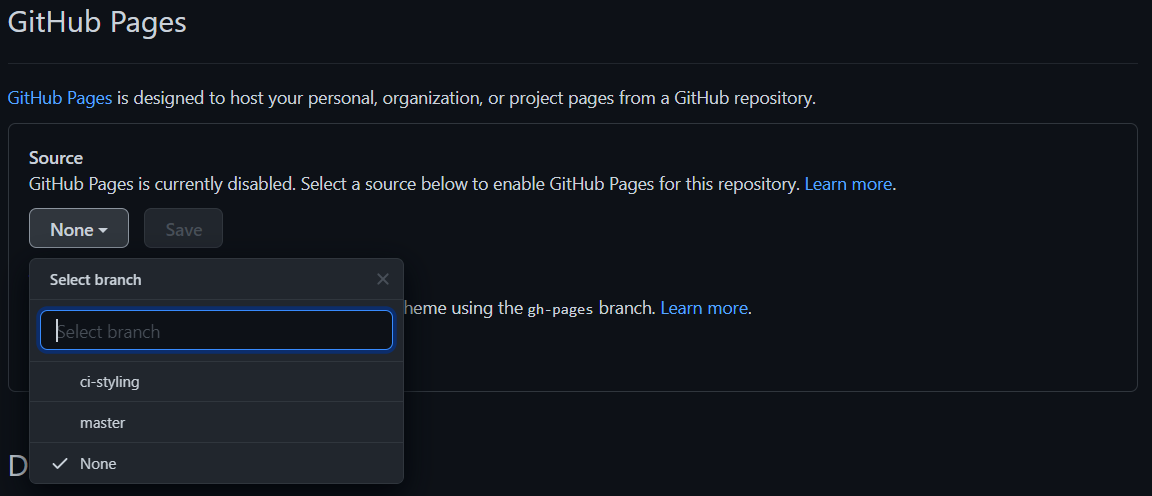 GitHub Pages
GitHub Pages is designed to host your personal, organization, or project pages from a GitHub repository.
Source
GitHub Pages is currently disabled. Select a source below to enable GitHub Pages for this repository. Learn more.
None Save
Select branch
heme using the gh-pages branch. Learn more.
Select branch
ci-styling
master
None
D